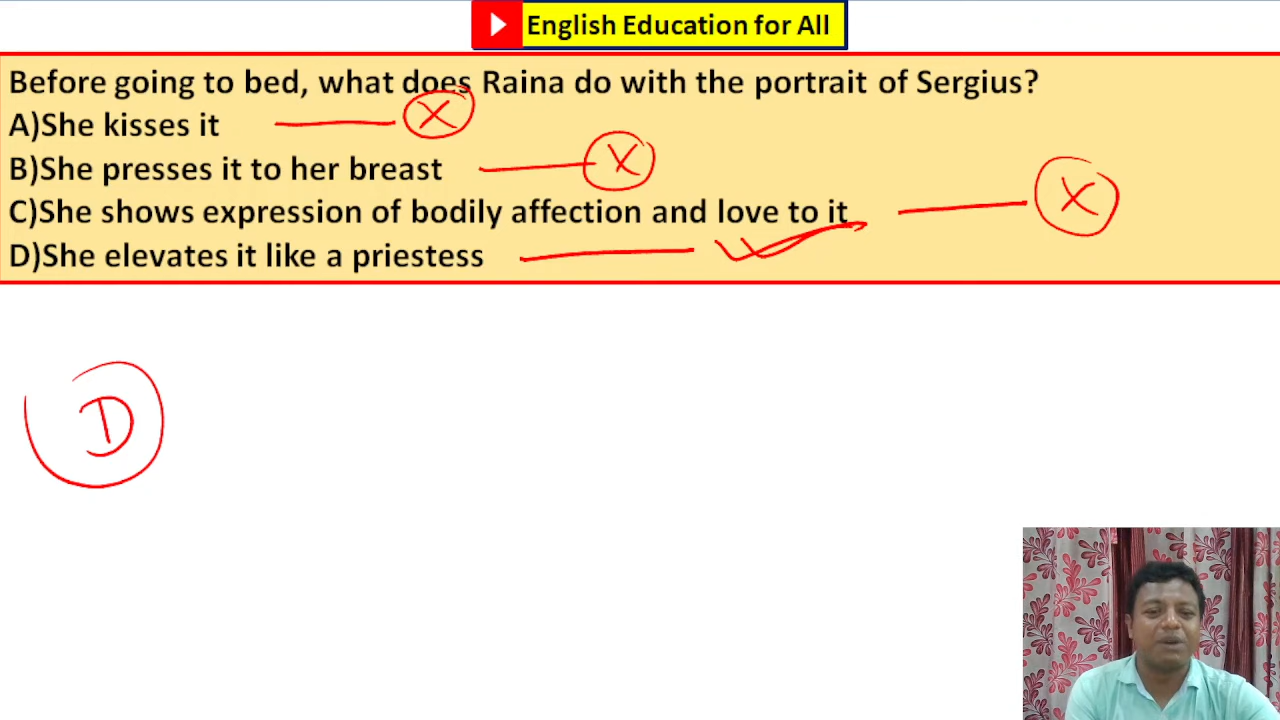 English Education for All
Before going to bed, what does Raina do with the portrait of Sergius?
A)She kisses it X
B)She presses it to her breast X
C)She shows expression of bodily affection and love to it X
D)She elevates it like a priestess
D